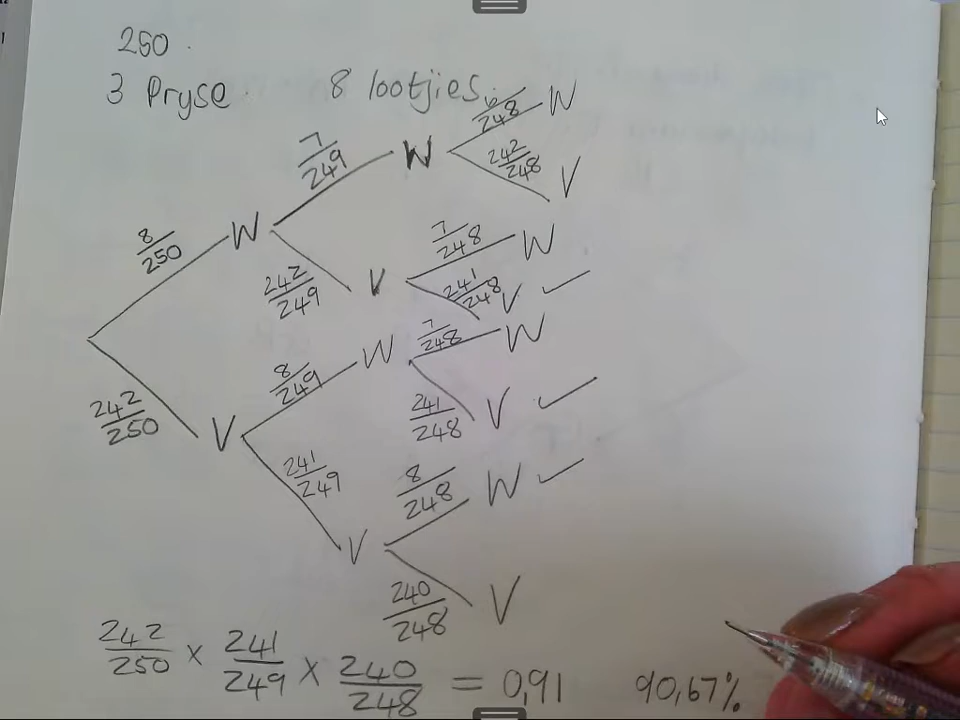 250.
3 Pryse. 8 lootjies.
6/248 W
7/249 W
242/248 V
8/250 W
7/248 W
242/249 V
241/248 V ✓
7/248 W
8/249 W
242/250 V
241/248 V ✓
241/249 V
8/248 W ✓
240/248 V
242/250 × 241/249 × 240/248 = 0,91 90,67%